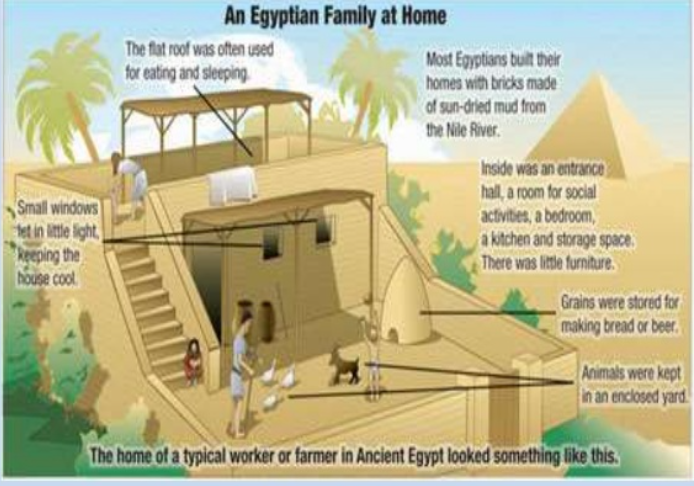 An Egyptian Family at Home
The flat roof was often used
for eating and sleeping.
Most Egyptians built their
homes with bricks made
of sun-dried mud from
the Nile River.
Inside was an entrance
hall, a room for social
activities, a bedroom,
a kitchen and storage space.
There was little furniture.
Small windows
let in little light,
keeping the
house cool.
Grains were stored for
making bread or beer.
Animals were kept
in an enclosed yard.
The home of a typical worker or farmer in Ancient Egypt looked something like this.